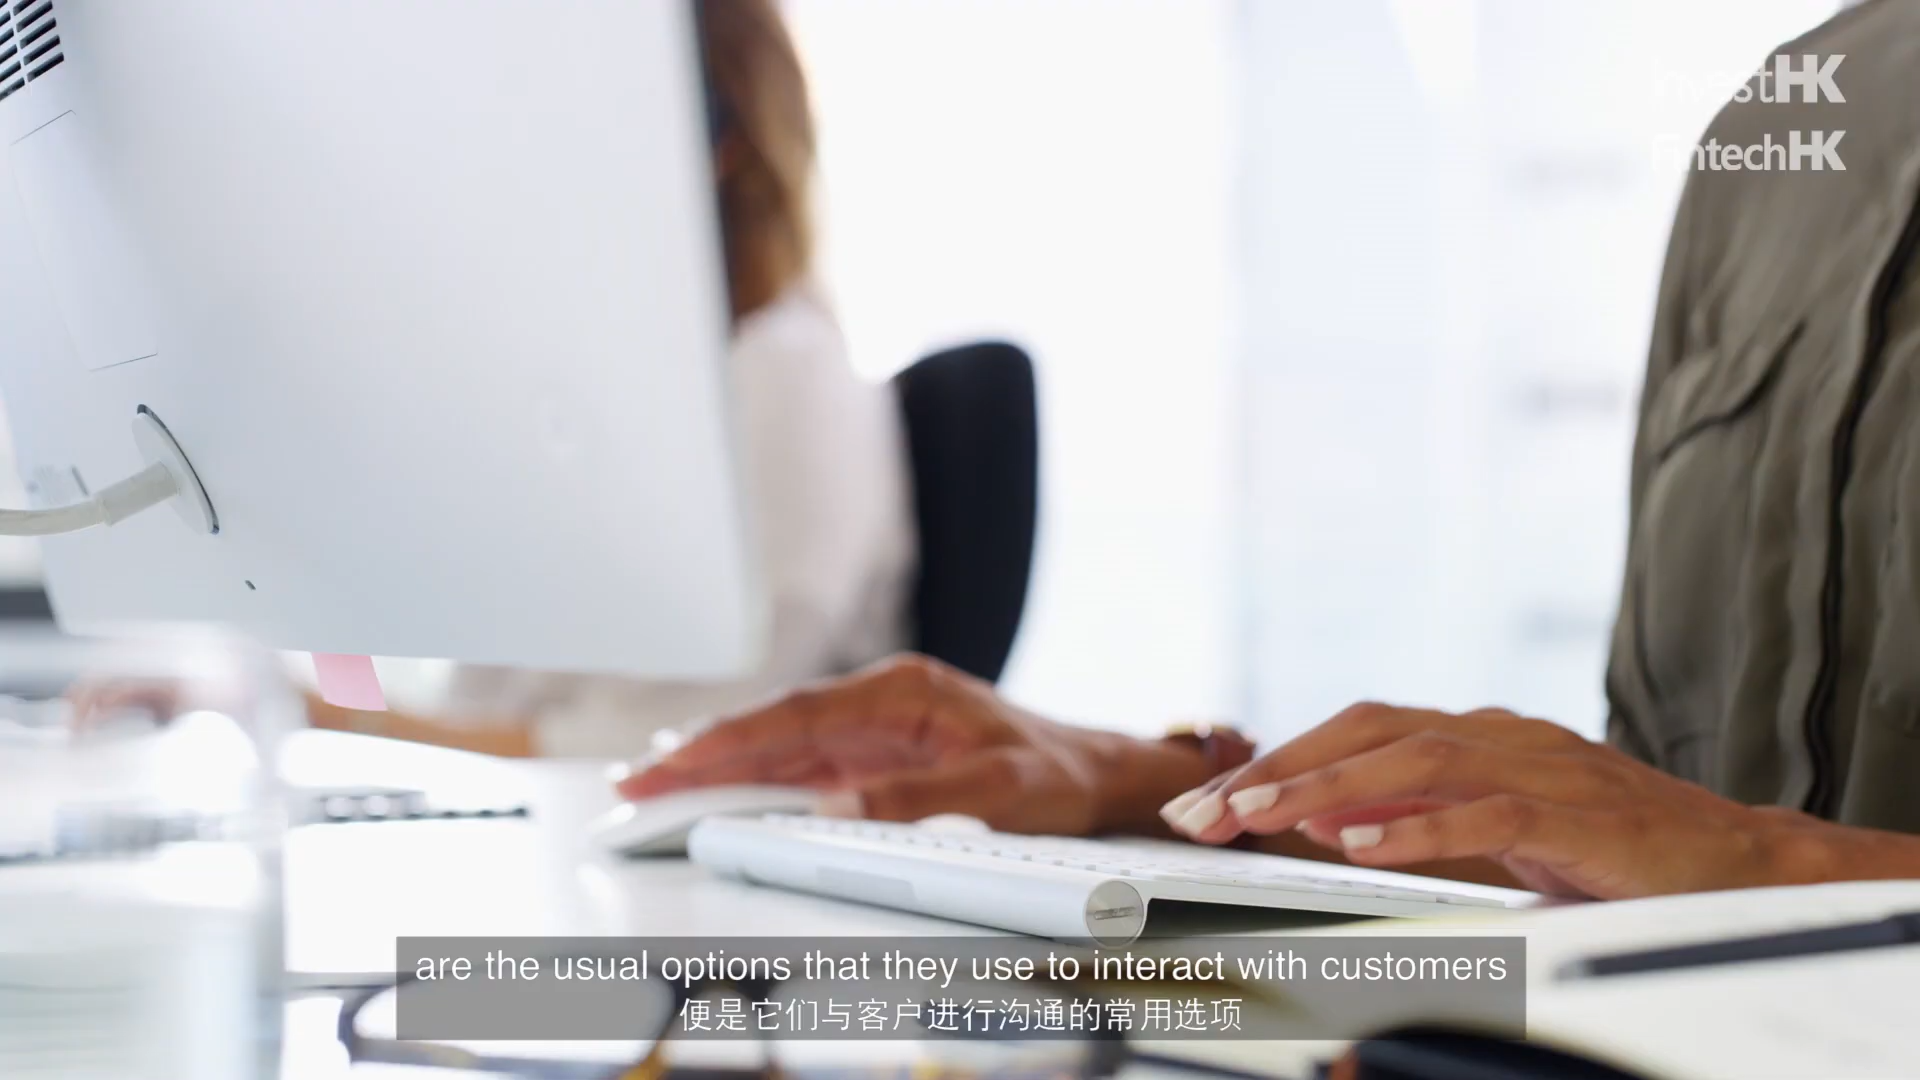 investHK
FintechHK
are the usual options that they use to interact with customers
便是它们与客户进行沟通的常用选项